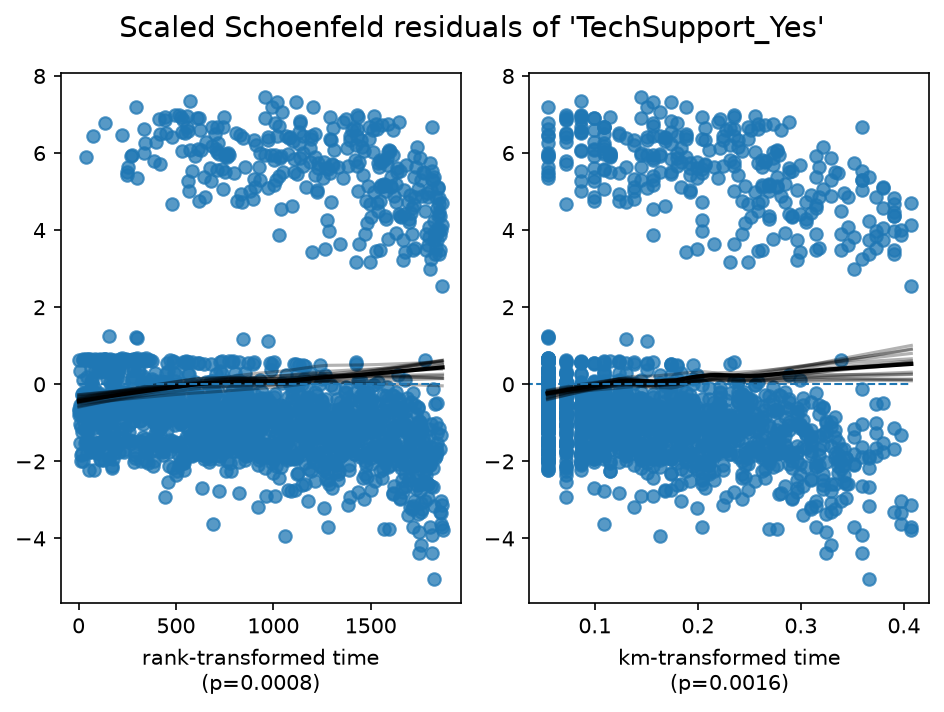 Scaled Schoenfeld residuals of 'TechSupport_Yes'
8
6
4
2
0
−2
−4
0 500 1000 1500
rank-transformed time
(p=0.0008)
8
6
4
2
0
−2
−4
0.1 0.2 0.3 0.4
km-transformed time
(p=0.0016)